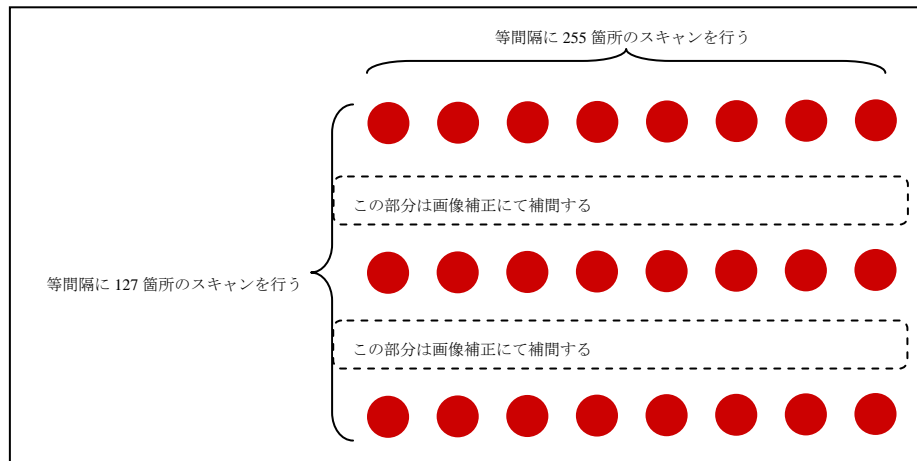 等間隔に 255 箇所のスキャンを行う
この部分は画像補正にて補間する
等間隔に 127 箇所のスキャンを行う
この部分は画像補正にて補間する